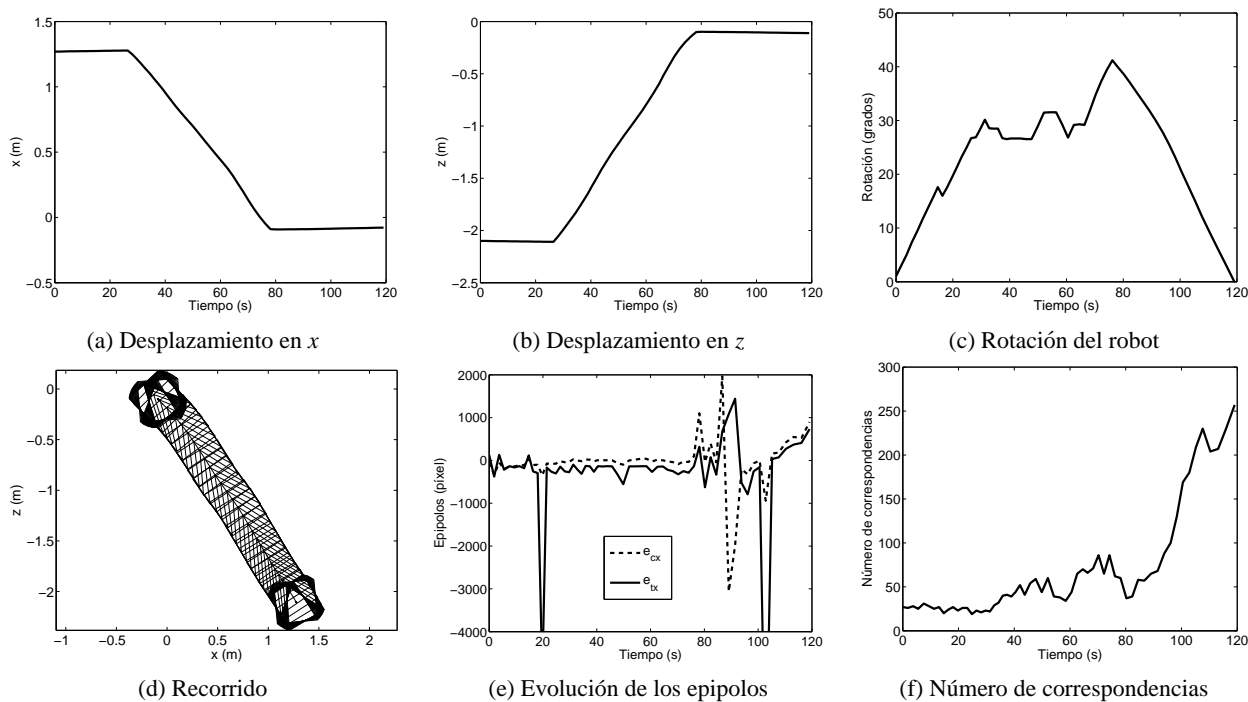 1.5
1
0.5
0
−0.5
x (m)
0 20 40 60 80 100 120
Tiempo (s)
(a) Desplazamiento en x
0
−0.5
−1
−1.5
−2
−2.5
z (m)
0 20 40 60 80 100 120
Tiempo (s)
(b) Desplazamiento en z
50
40
30
20
10
0
Rotación (grados)
0 20 40 60 80 100 120
Tiempo (s)
(c) Rotación del robot
0
−0.5
−1
−1.5
−2
z (m)
−1 −0.5 0 0.5 1 1.5 2
x (m)
(d) Recorrido
2000
1000
0
−1000
−2000
−3000
−4000
Epipolos (pixel)
e_cx
e_tx
0 20 40 60 80 100 120
Tiempo (s)
(e) Evolución de los epipolos
300
250
200
150
100
50
0
Número de correspondencias
0 20 40 60 80 100 120
Tiempo (s)
(f) Número de correspondencias